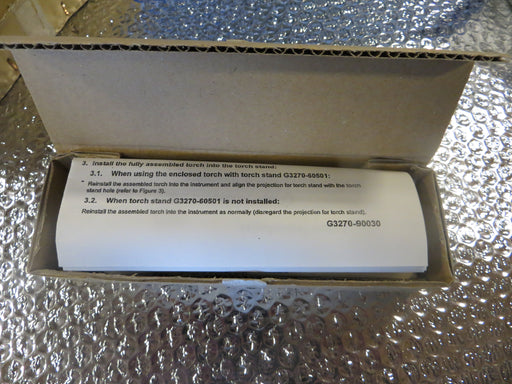 3. Install the fully assembled torch into the torch stand:
3.1. When using the enclosed torch with torch stand G3270-60501:
Reinstall the assembled torch into the instrument and align the projection for torch stand with the torch
stand hole (refer to Figure 3).
3.2. When torch stand G3270-60501 is not installed:
Reinstall the assembled torch into the instrument as normally (disregard the projection for torch stand).
G3270-90030